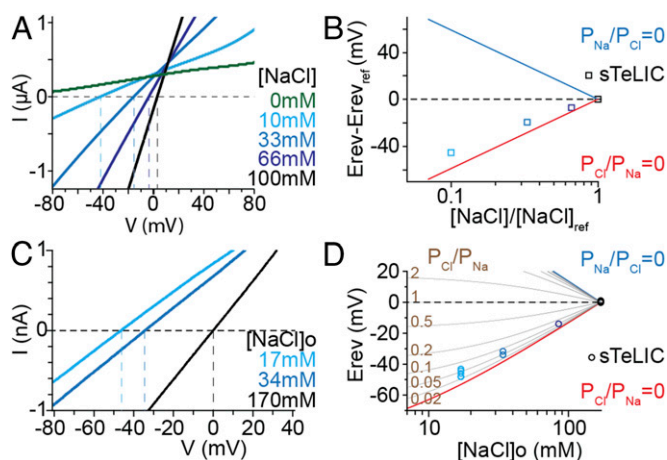 A
1
0
-1
I (µA)
-80
-40
0
40
80
V (mV)
[NaCl]
0mM
10mM
33mM
66mM
100mM
B
40
0
-40
Erev-Erev_ref (mV)
0.1
1
[NaCl]/[NaCl]_ref
P_Na/P_Cl=0
sTeLIC
P_Cl/P_Na=0
C
1
0
-1
I (nA)
-80
-60
-40
-20
0
20
40
V (mV)
[NaCl]o
17mM
34mM
170mM
D
20
0
-20
-40
-60
Erev (mV)
10
100
[NaCl]o (mM)
P_Cl/P_Na
2
1
0.5
0.2
0.1
0.05
0.02
P_Na/P_Cl=0
sTeLIC
P_Cl/P_Na=0